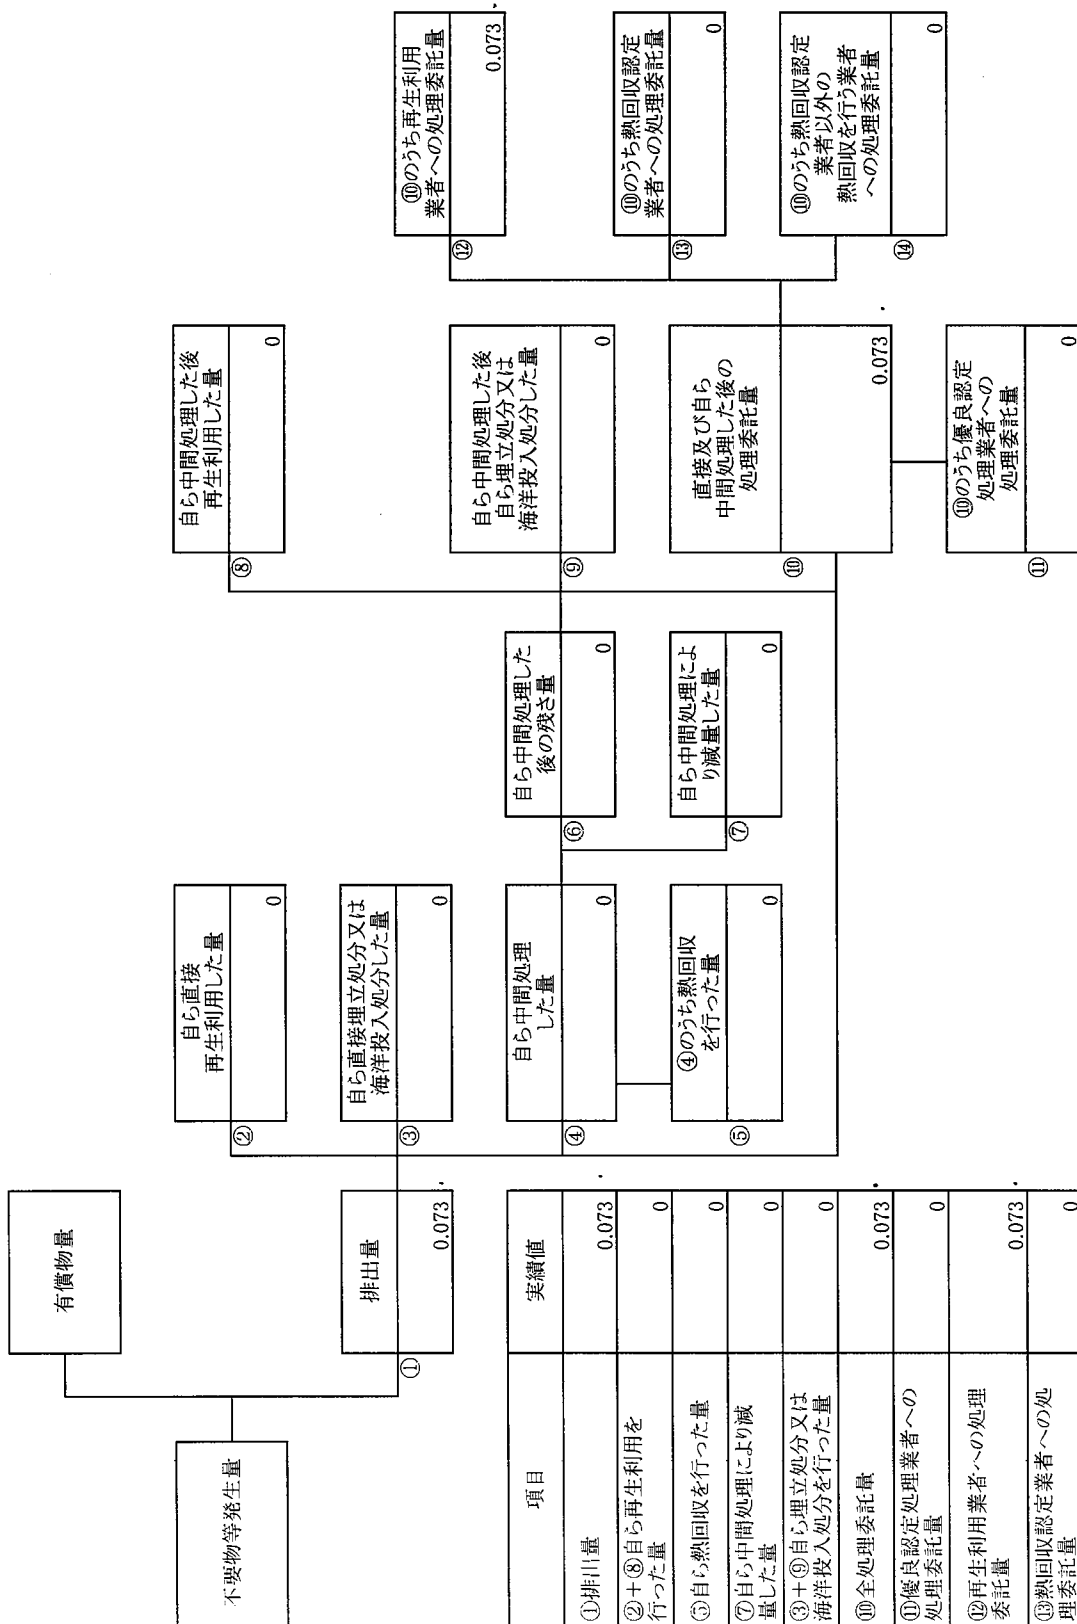 有償物量
不要物等発生量
排出量
①
0.073
自ら直接
再生利用した量
②
0
自ら直接埋立処分又は
海洋投入処分した量
③
0
自ら中間処理
した量
④
0
④のうち熱回収
を行った量
⑤
0
自ら中間処理した
後の残さ量
⑥
0
自ら中間処理によ
り減量した量
⑦
0
自ら中間処理した後
再生利用した量
⑧
0
自ら中間処理した後
自ら埋立処分又は
海洋投入処分した量
⑨
0
直接及び自ら
中間処理した後の
処理委託量
⑩
0.073
⑩のうち優良認定
処理業者への
処理委託量
⑪
0
⑩のうち再生利用
業者への処理委託量
⑫
0.073
⑩のうち熱回収認定
業者への処理委託量
⑬
0
⑩のうち熱回収認定
業者以外の
熱回収を行う業者
への処理委託量
⑭
0
項目
実績値
①排出量
0.073
②+⑧自ら再生利用を
行った量
0
⑤自ら熱回収を行った量
0
⑦自ら中間処理により減
量した量
0
③+⑨自ら埋立処分又は
海洋投入処分を行った量
0
⑩全処理委託量
0.073
⑪優良認定処理業者への
処理委託量
0
⑫再生利用業者への処理
委託量
0.073
⑬熱回収認定業者への処
理委託量
0